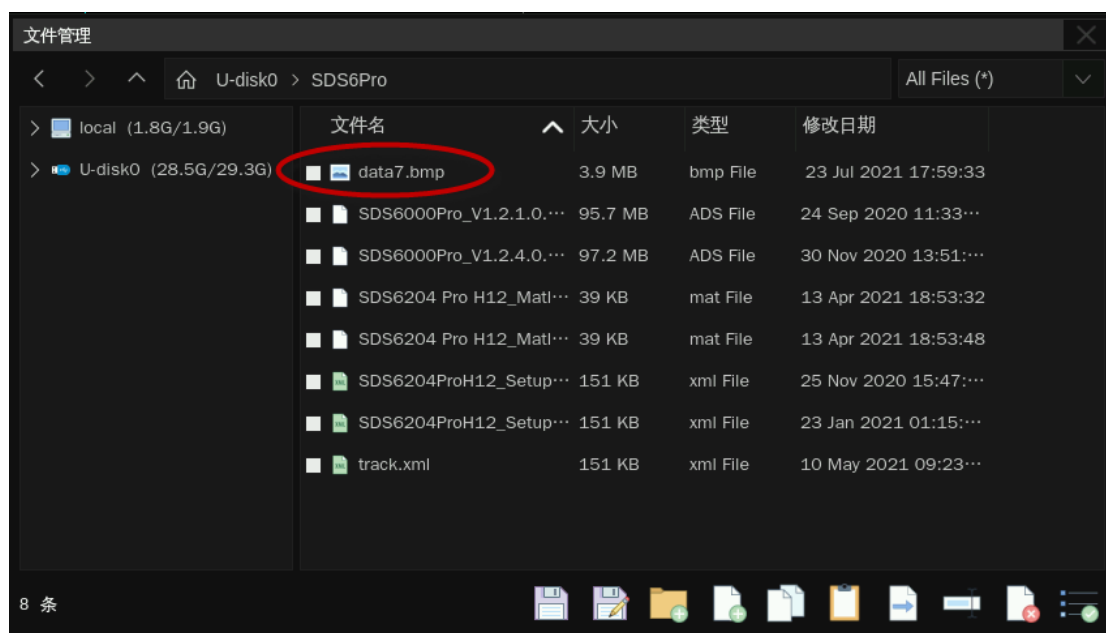 文件管理
U-disk0 > SDS6Pro All Files (*)
local (1.8G/1.9G)
U-disk0 (28.5G/29.3G)
文件名 大小 类型 修改日期
data7.bmp 3.9 MB bmp File 23 Jul 2021 17:59:33
SDS6000Pro_V1.2.1.0.··· 95.7 MB ADS File 24 Sep 2020 11:33···
SDS6000Pro_V1.2.4.0.··· 97.2 MB ADS File 30 Nov 2020 13:51:···
SDS6204 Pro H12_Matl··· 39 KB mat File 13 Apr 2021 18:53:32
SDS6204 Pro H12_Matl··· 39 KB mat File 13 Apr 2021 18:53:48
SDS6204ProH12_Setup··· 151 KB xml File 25 Nov 2020 15:47:···
SDS6204ProH12_Setup··· 151 KB xml File 23 Jan 2021 01:15:···
track.xml 151 KB xml File 10 May 2021 09:23···
8 条